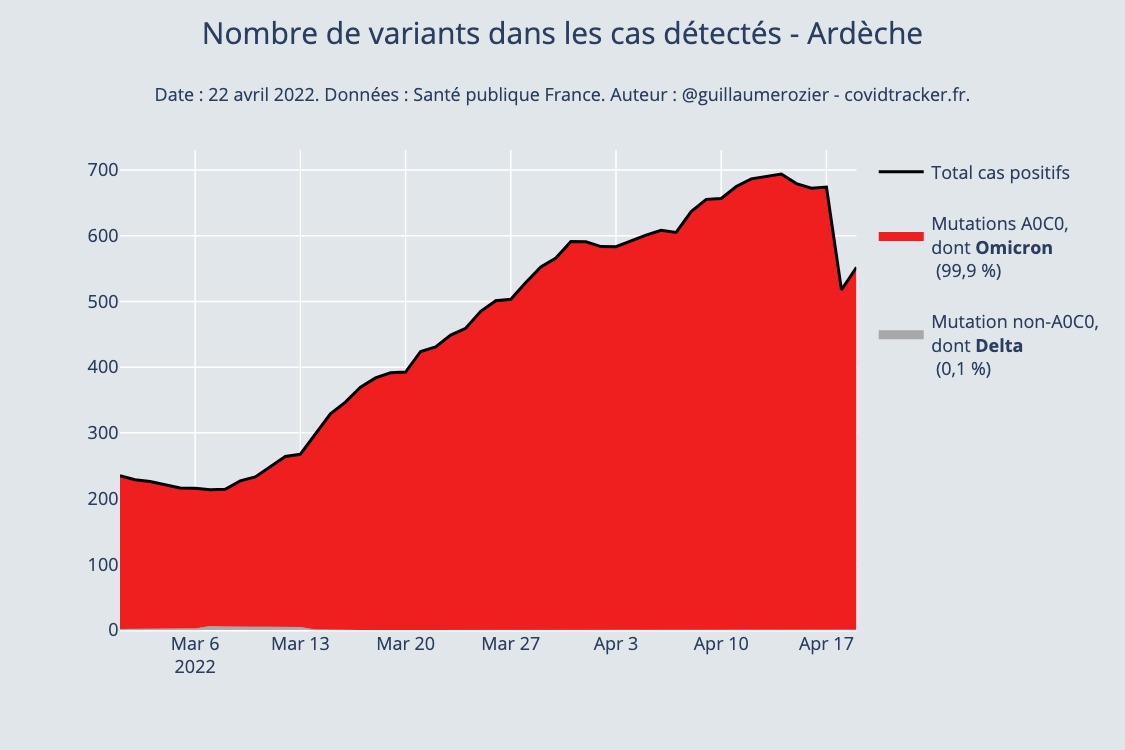 Nombre de variants dans les cas détectés - Ardèche
Date : 22 avril 2022. Données : Santé publique France. Auteur : @guillaumerozier - covidtracker.fr.
700
600
500
400
300
200
100
0
Mar 6
2022
Mar 13
Mar 20
Mar 27
Apr 3
Apr 10
Apr 17
Total cas positifs
Mutations A0C0,
dont Omicron
(99,9 %)
Mutation non-A0C0,
dont Delta
(0,1 %)